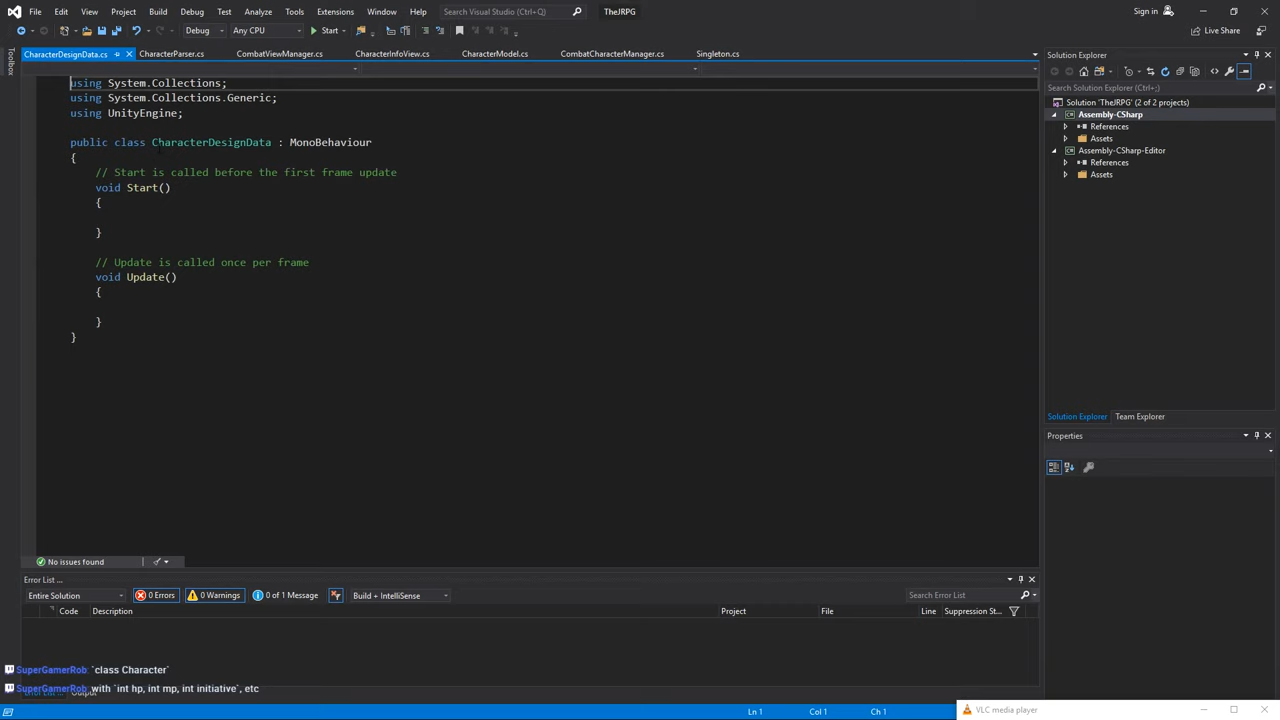 File Edit View Project Build Debug Test Analyze Tools Extensions Window Help Search Visual Studio (Ctrl+Q) TheJRPG Sign in
Debug Any CPU Start Live Share
Toolbox
CharacterDesignData.cs CharacterParser.cs CombatViewManager.cs CharacterInfoView.cs CharacterModel.cs CombatCharacterManager.cs Singleton.cs
using System.Collections;
using System.Collections.Generic;
using UnityEngine;
public class CharacterDesignData : MonoBehaviour
{
// Start is called before the first frame update
void Start()
{
}
// Update is called once per frame
void Update()
{
}
}
No issues found
Solution Explorer
Search Solution Explorer (Ctrl+;)
Solution 'TheJRPG' (2 of 2 projects)
Assembly-CSharp
References
Assets
Assembly-CSharp-Editor
References
Assets
Solution Explorer Team Explorer
Properties
Error List ...
Entire Solution 0 Errors 0 Warnings 0 of 1 Message Build + IntelliSense Search Error List
Code Description Project File Line Suppression St...
SuperGamerRob: `class Character`
SuperGamerRob: with `int hp, int mp, int initiative`, etc
Error List ... Output
Ln 1 Col 1 Ch 1
VLC media player